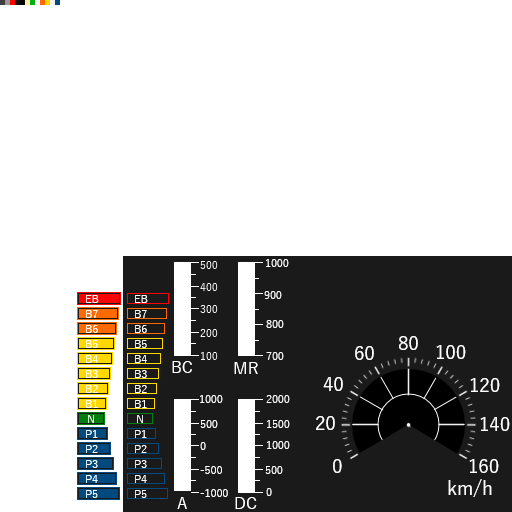 500
400
300
200
100
BC
1000
900
800
700
MR
EB EB
B7 B7
B6 B6
B5 B5
B4 B4
B3 B3
B2 B2
B1 B1
N N
P1 P1
P2 P2
P3 P3
P4 P4
P5 P5
1000
500
0
-500
-1000
A
2000
1500
1000
500
0
DC
0
20
40
60
80
100
120
140
160
km/h